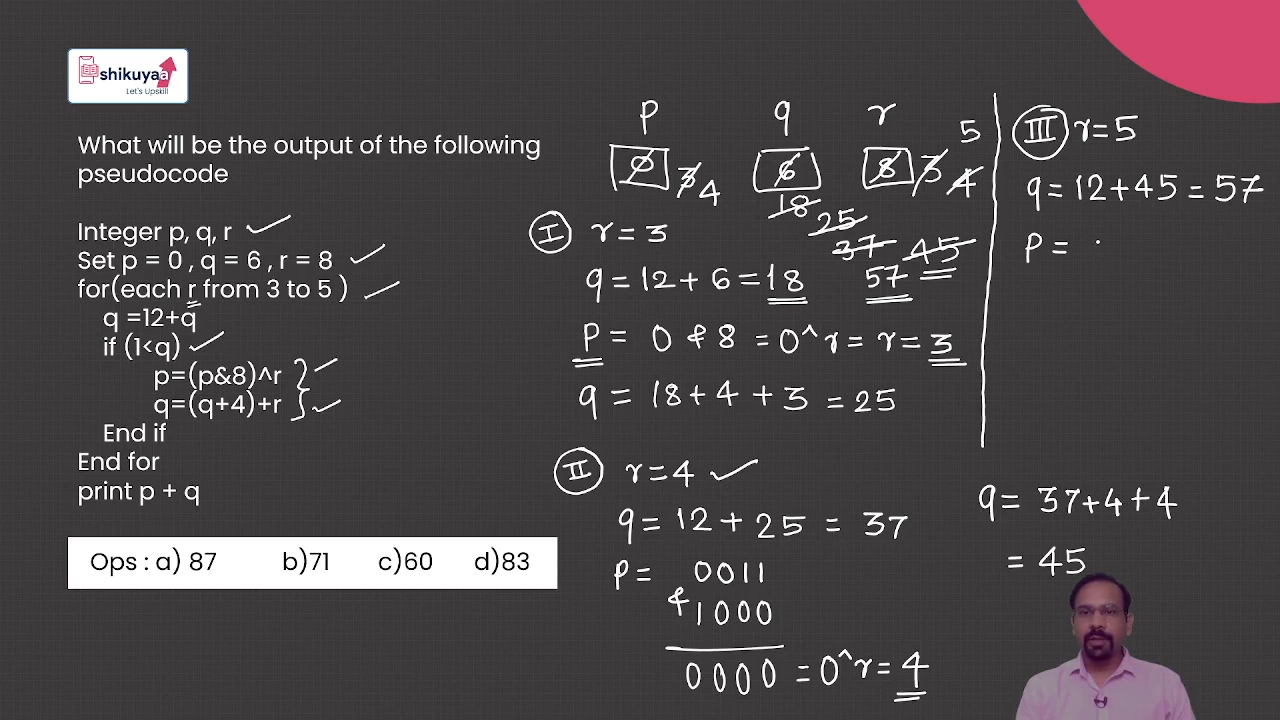 shikuyaa
Let's Upskill
What will be the output of the following
pseudocode
Integer p, q, r
Set p = 0 , q = 6 , r = 8
for(each r from 3 to 5 )
q =12+q
if (1<q)
p=(p&8)^r
q=(q+4)+r
End if
End for
print p + q
Ops : a) 87 b)71 c)60 d)83
p q r
0 3 4 6 8 3 4 5
18 25
37 45
57
I r = 3
q = 12 + 6 = 18
P = 0 & 8 = 0^r = r = 3
q = 18 + 4 + 3 = 25
II r = 4
q = 12 + 25 = 37
P = 0011
& 1000
0000 = 0^r = 4
q = 37+4+4
= 45
III r = 5
q = 12+45 = 57
P =